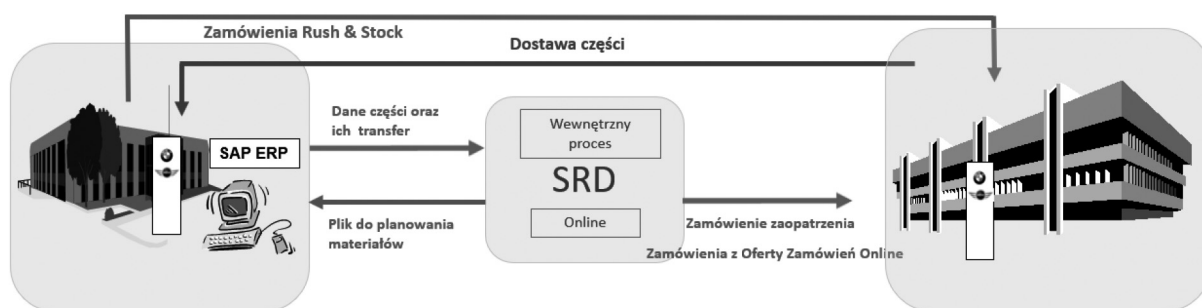 Zamówienia Rush & Stock
Dostawa części
Dane części oraz
ich transfer
SAP ERP
Wewnętrzny
proces
SRD
Online
Plik do planowania
materiałów
Zamówienie zaopatrzenia
Zamówienia z Oferty Zamówień Online